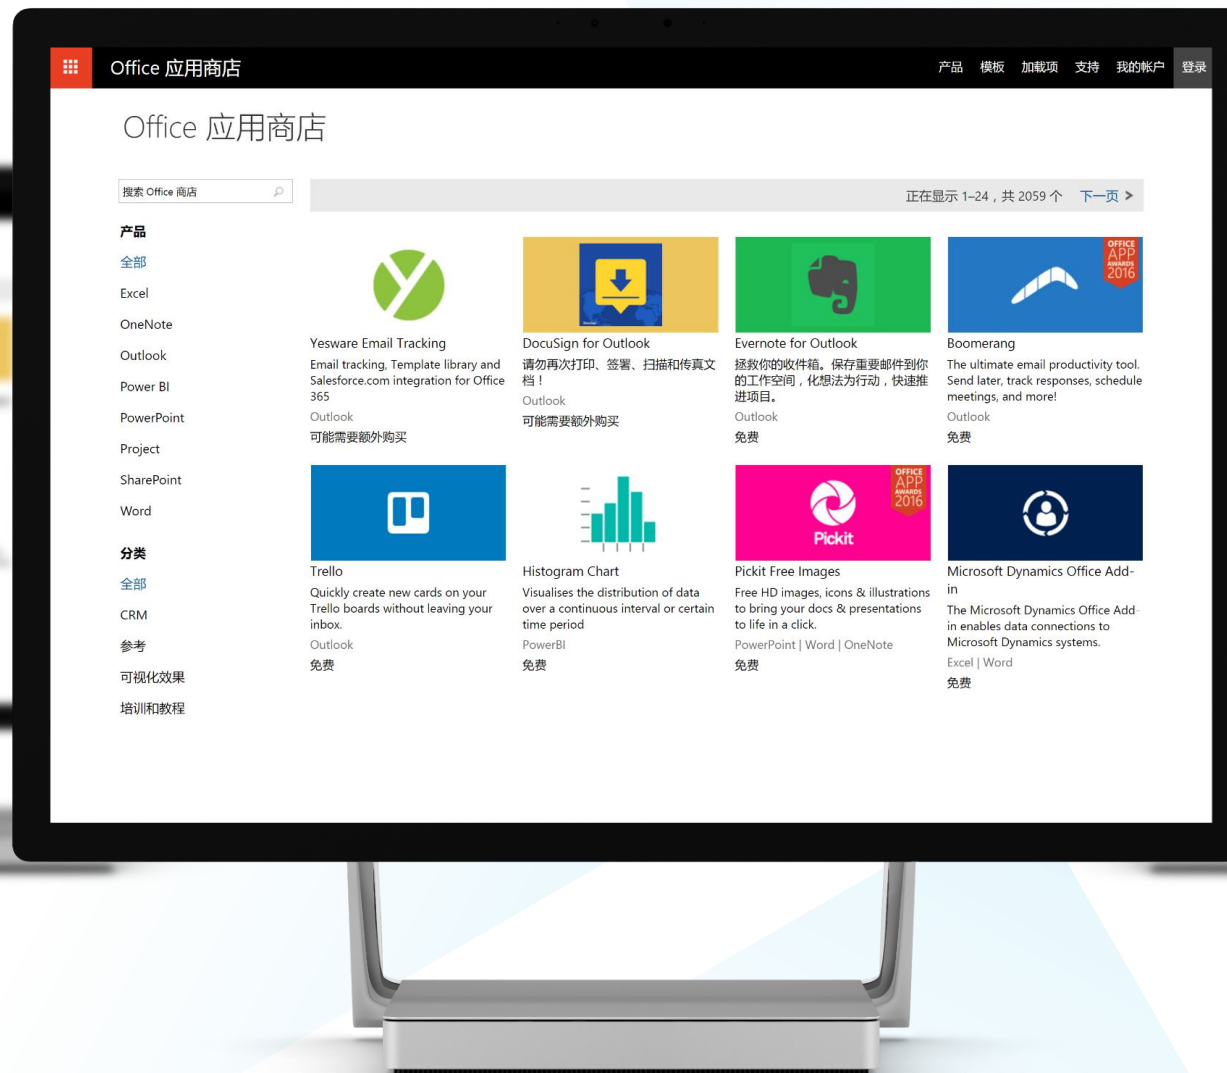 Office 应用商店
产品 模板 加载项 支持 我的帐户 登录
Office 应用商店
搜索 Office 商店
正在显示 1–24，共 2059 个 下一页 >
产品
全部
Excel
OneNote
Outlook
Power BI
PowerPoint
Project
SharePoint
Word
分类
全部
CRM
参考
可视化效果
培训和教程
Yesware Email Tracking
Email tracking, Template library and
Salesforce.com integration for Office
365
Outlook
可能需要额外购买
DocuSign for Outlook
请勿再次打印、签署、扫描和传真文
档！
Outlook
可能需要额外购买
Evernote for Outlook
拯救你的收件箱。保存重要邮件到你
的工作空间，化想法为行动，快速推
进项目。
Outlook
免费
OFFICE
APP
AWARDS
2016
Boomerang
The ultimate email productivity tool.
Send later, track responses, schedule
meetings, and more!
Outlook
免费
Trello
Quickly create new cards on your
Trello boards without leaving your
inbox.
Outlook
免费
Histogram Chart
Visualises the distribution of data
over a continuous interval or certain
time period
PowerBI
免费
OFFICE
APP
AWARDS
2016
Pickit
Pickit Free Images
Free HD images, icons & illustrations
to bring your docs & presentations
to life in a click.
PowerPoint | Word | OneNote
免费
Microsoft Dynamics Office Add-
in
The Microsoft Dynamics Office Add-
in enables data connections to
Microsoft Dynamics systems.
Excel | Word
免费